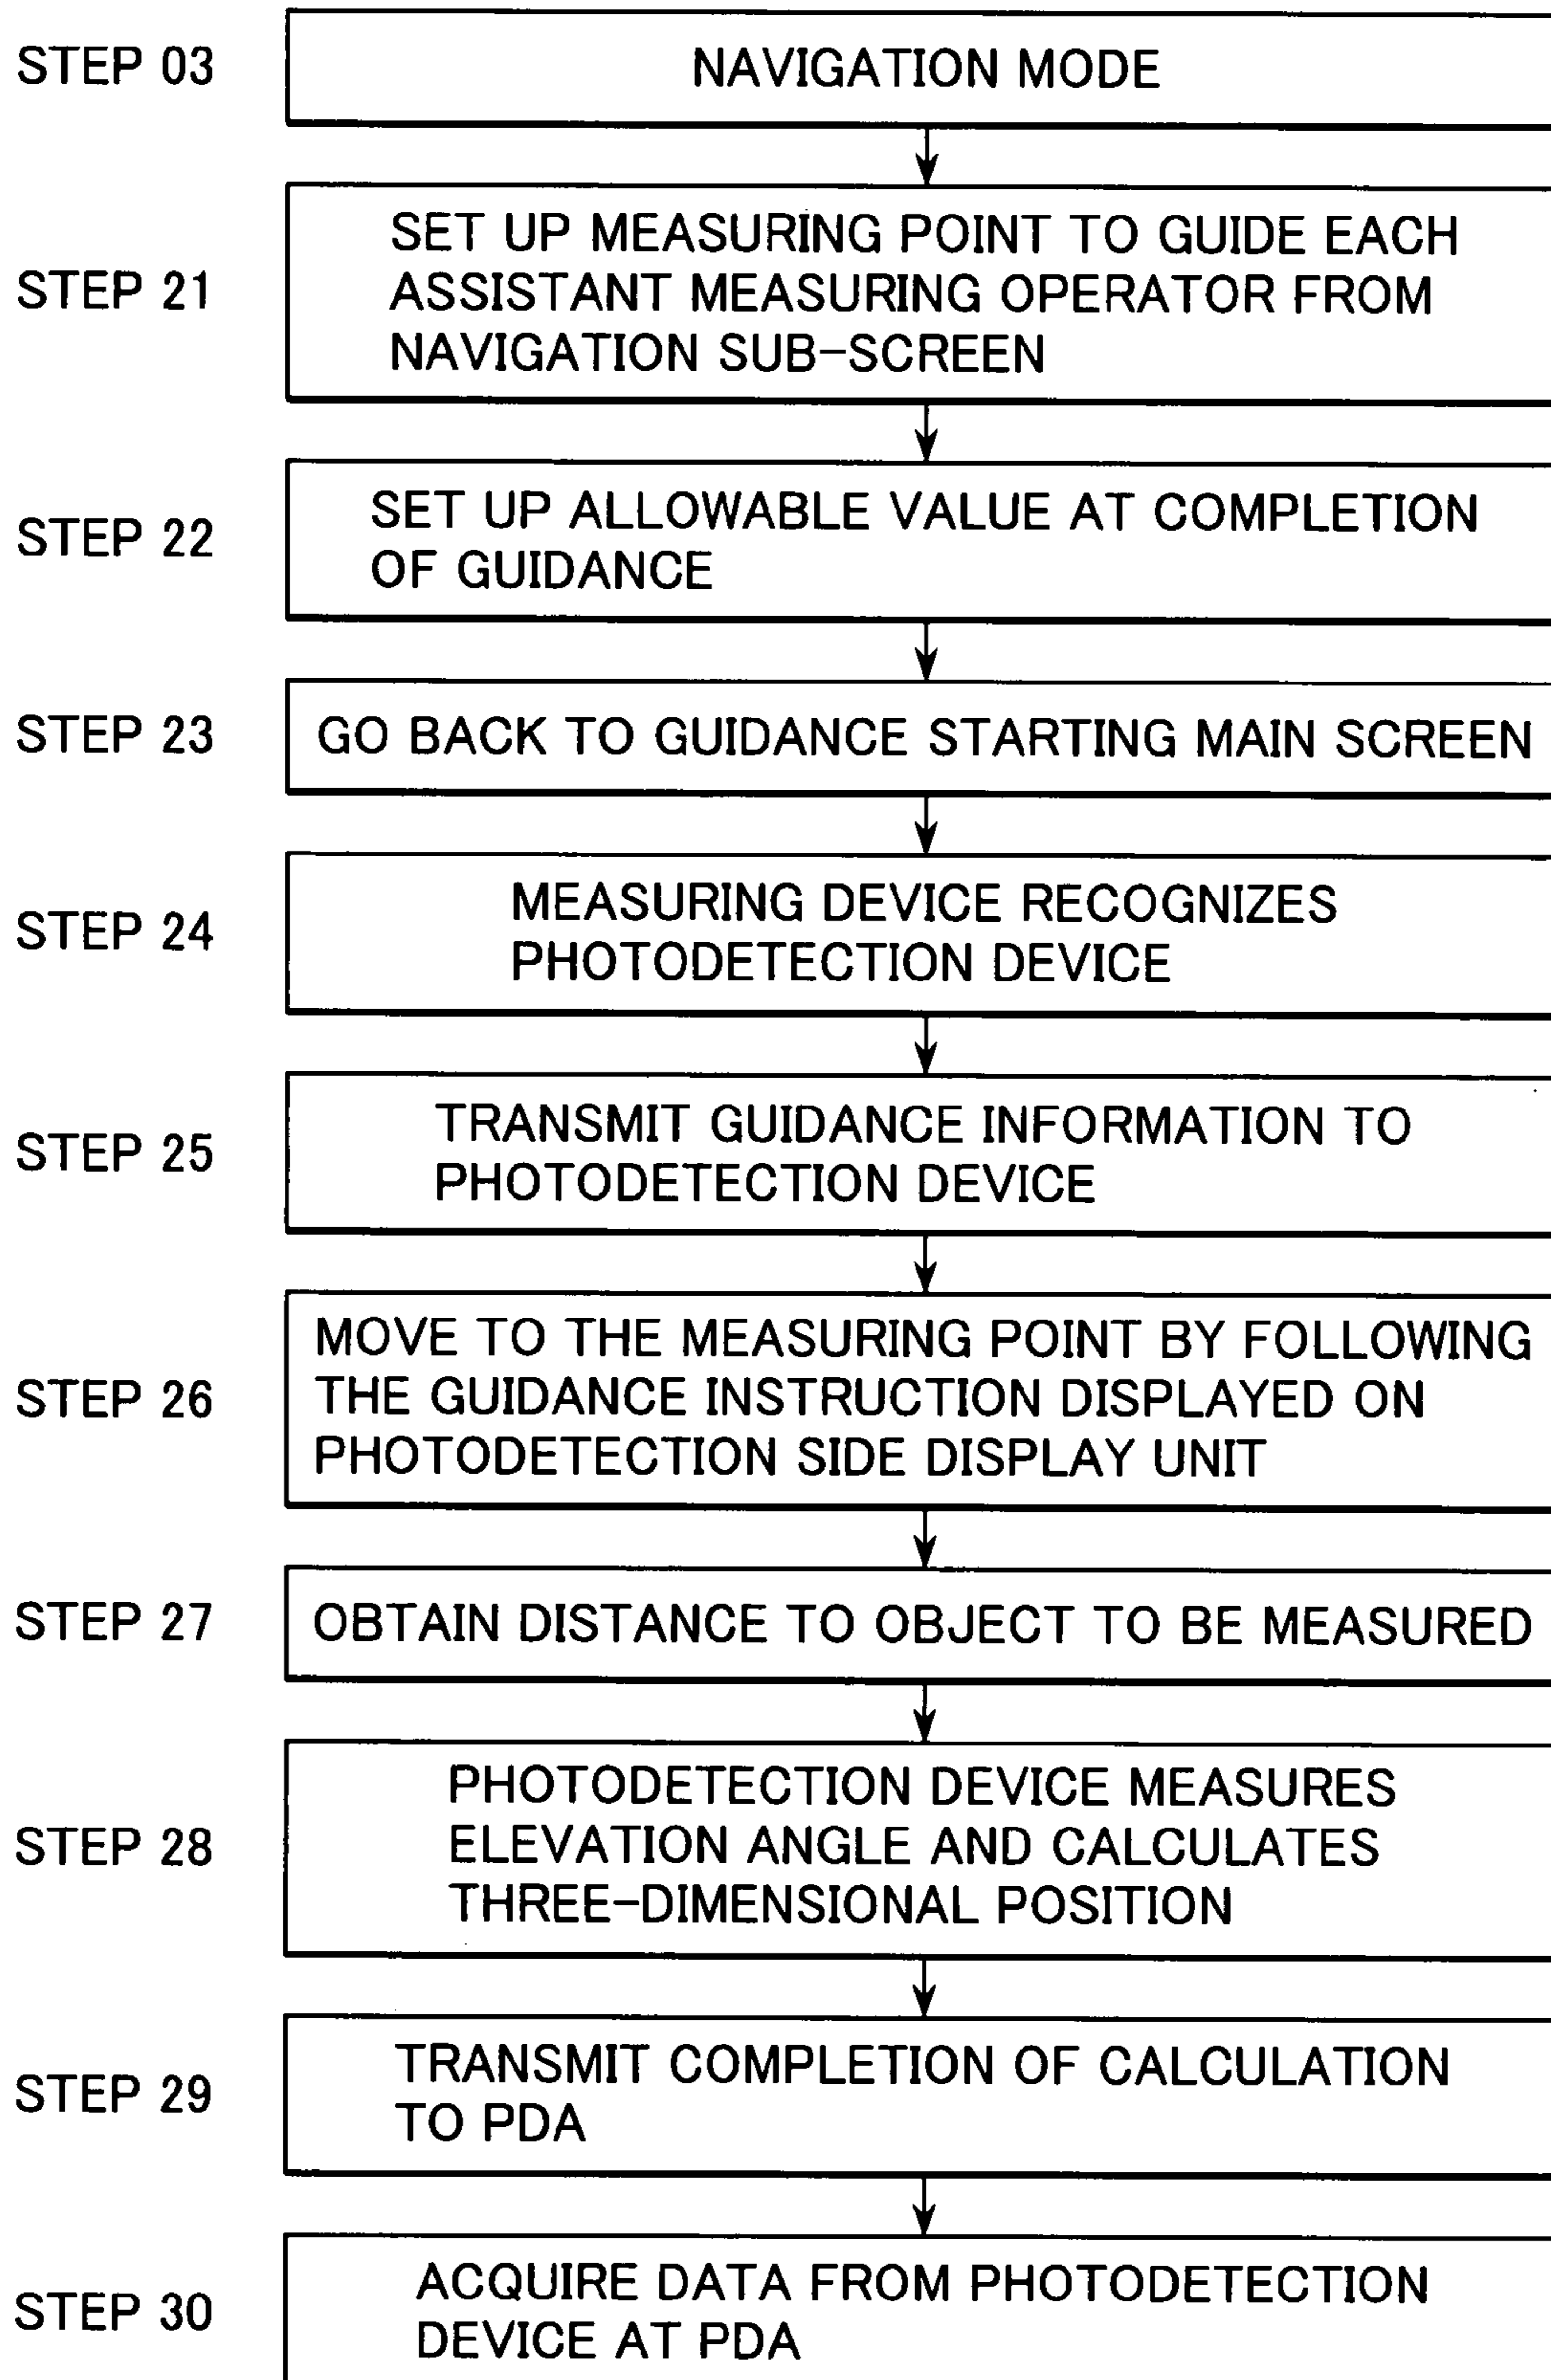 STEP 03
NAVIGATION MODE
STEP 21
SET UP MEASURING POINT TO GUIDE EACH
ASSISTANT MEASURING OPERATOR FROM
NAVIGATION SUB-SCREEN
STEP 22
SET UP ALLOWABLE VALUE AT COMPLETION
OF GUIDANCE
STEP 23
GO BACK TO GUIDANCE STARTING MAIN SCREEN
STEP 24
MEASURING DEVICE RECOGNIZES
PHOTODETECTION DEVICE
STEP 25
TRANSMIT GUIDANCE INFORMATION TO
PHOTODETECTION DEVICE
STEP 26
MOVE TO THE MEASURING POINT BY FOLLOWING
THE GUIDANCE INSTRUCTION DISPLAYED ON
PHOTODETECTION SIDE DISPLAY UNIT
STEP 27
OBTAIN DISTANCE TO OBJECT TO BE MEASURED
STEP 28
PHOTODETECTION DEVICE MEASURES
ELEVATION ANGLE AND CALCULATES
THREE-DIMENSIONAL POSITION
STEP 29
TRANSMIT COMPLETION OF CALCULATION
TO PDA
STEP 30
ACQUIRE DATA FROM PHOTODETECTION
DEVICE AT PDA